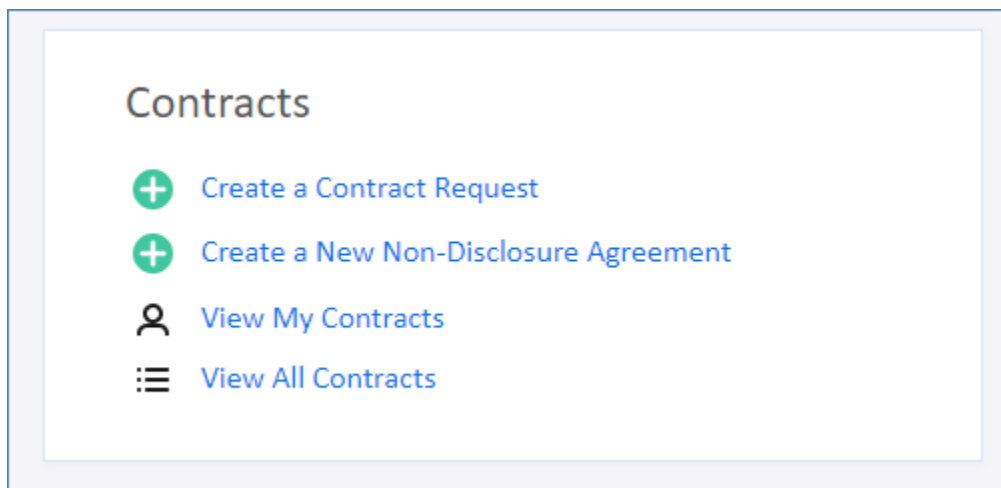 Contracts
Create a Contract Request
Create a New Non-Disclosure Agreement
View My Contracts
View All Contracts